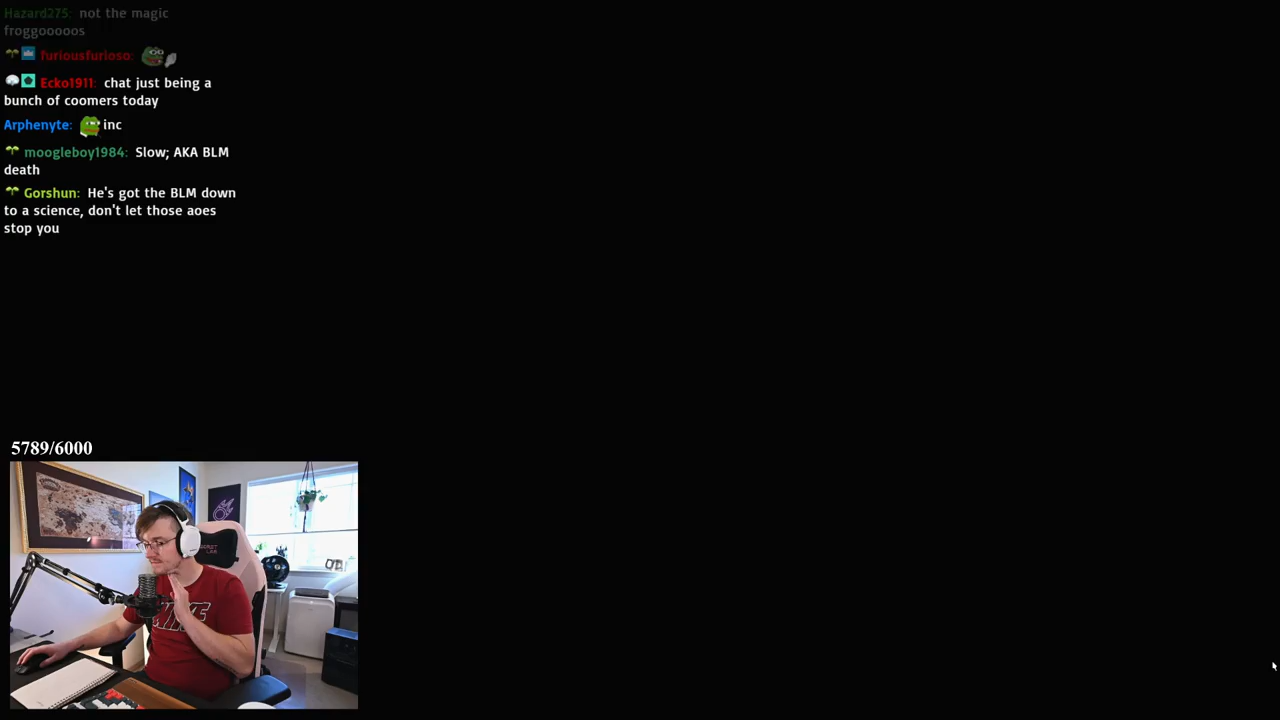 Hazard275: not the magic
froggooooos
furiousfurioso:
Ecko1911: chat just being a
bunch of coomers today
Arphenyte: inc
moogleboy1984: Slow; AKA BLM
death
Gorshun: He's got the BLM down
to a science, don't let those aoes
stop you
5789/6000
NIKE